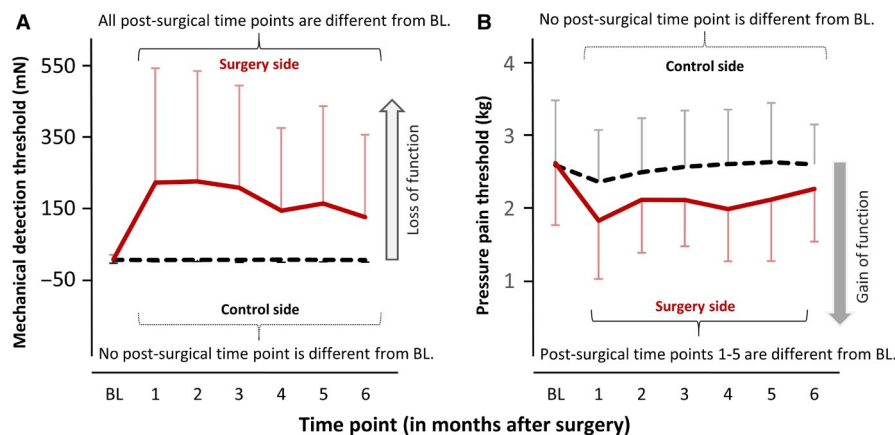 A
All post-surgical time points are different from BL.
Surgery side
Mechanical detection threshold (mN)
550
350
150
−50
Loss of function
Control side
No post-surgical time point is different from BL.
BL 1 2 3 4 5 6
B
No post-surgical time point is different from BL.
Control side
Pressure pain threshold (kg)
4
3
2
1
Gain of function
Surgery side
Post-surgical time points 1-5 are different from BL.
BL 1 2 3 4 5 6
Time point (in months after surgery)